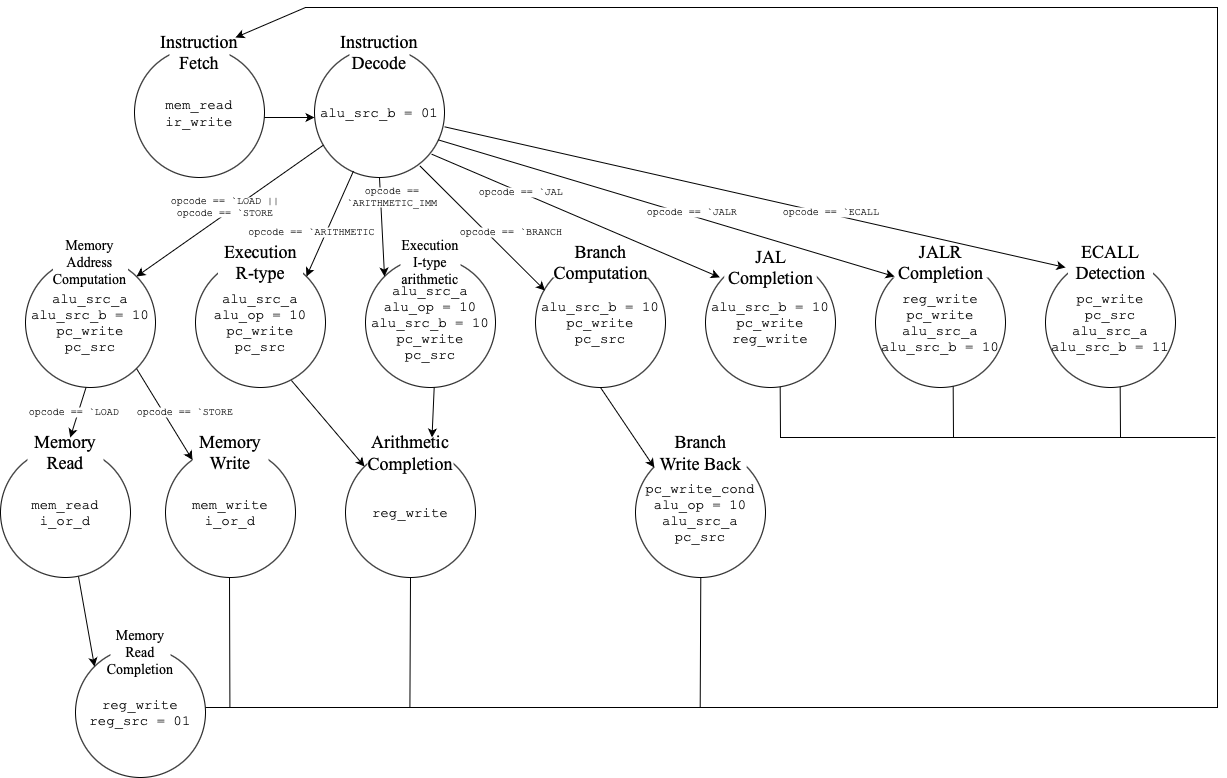 Instruction
Fetch
mem_read
ir_write
Instruction
Decode
alu_src_b = 01
opcode == `LOAD ||
opcode == `STORE
opcode == `ARITHMETIC
opcode ==
`ARITHMETIC_IMM
opcode == `BRANCH
opcode == `JAL
opcode == `JALR
opcode == `ECALL
Memory
Address
Computation
alu_src_a
alu_src_b = 10
pc_write
pc_src
Execution
R-type
alu_src_a
alu_op = 10
pc_write
pc_src
Execution
I-type
arithmetic
alu_src_a
alu_op = 10
alu_src_b = 10
pc_write
pc_src
Branch
Computation
alu_src_b = 10
pc_write
pc_src
JAL
Completion
alu_src_b = 10
pc_write
reg_write
JALR
Completion
reg_write
pc_write
alu_src_a
alu_src_b = 10
ECALL
Detection
pc_write
pc_src
alu_src_a
alu_src_b = 11
opcode == `LOAD
opcode == `STORE
Memory
Read
mem_read
i_or_d
Memory
Write
mem_write
i_or_d
Arithmetic
Completion
reg_write
Branch
Write Back
pc_write_cond
alu_op = 10
alu_src_a
pc_src
Memory
Read
Completion
reg_write
reg_src = 01